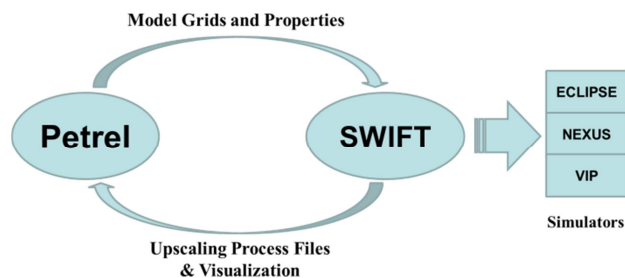 Model Grids and Properties
Petrel
SWIFT
ECLIPSE
NEXUS
VIP
Simulators
Upscaling Process Files
& Visualization